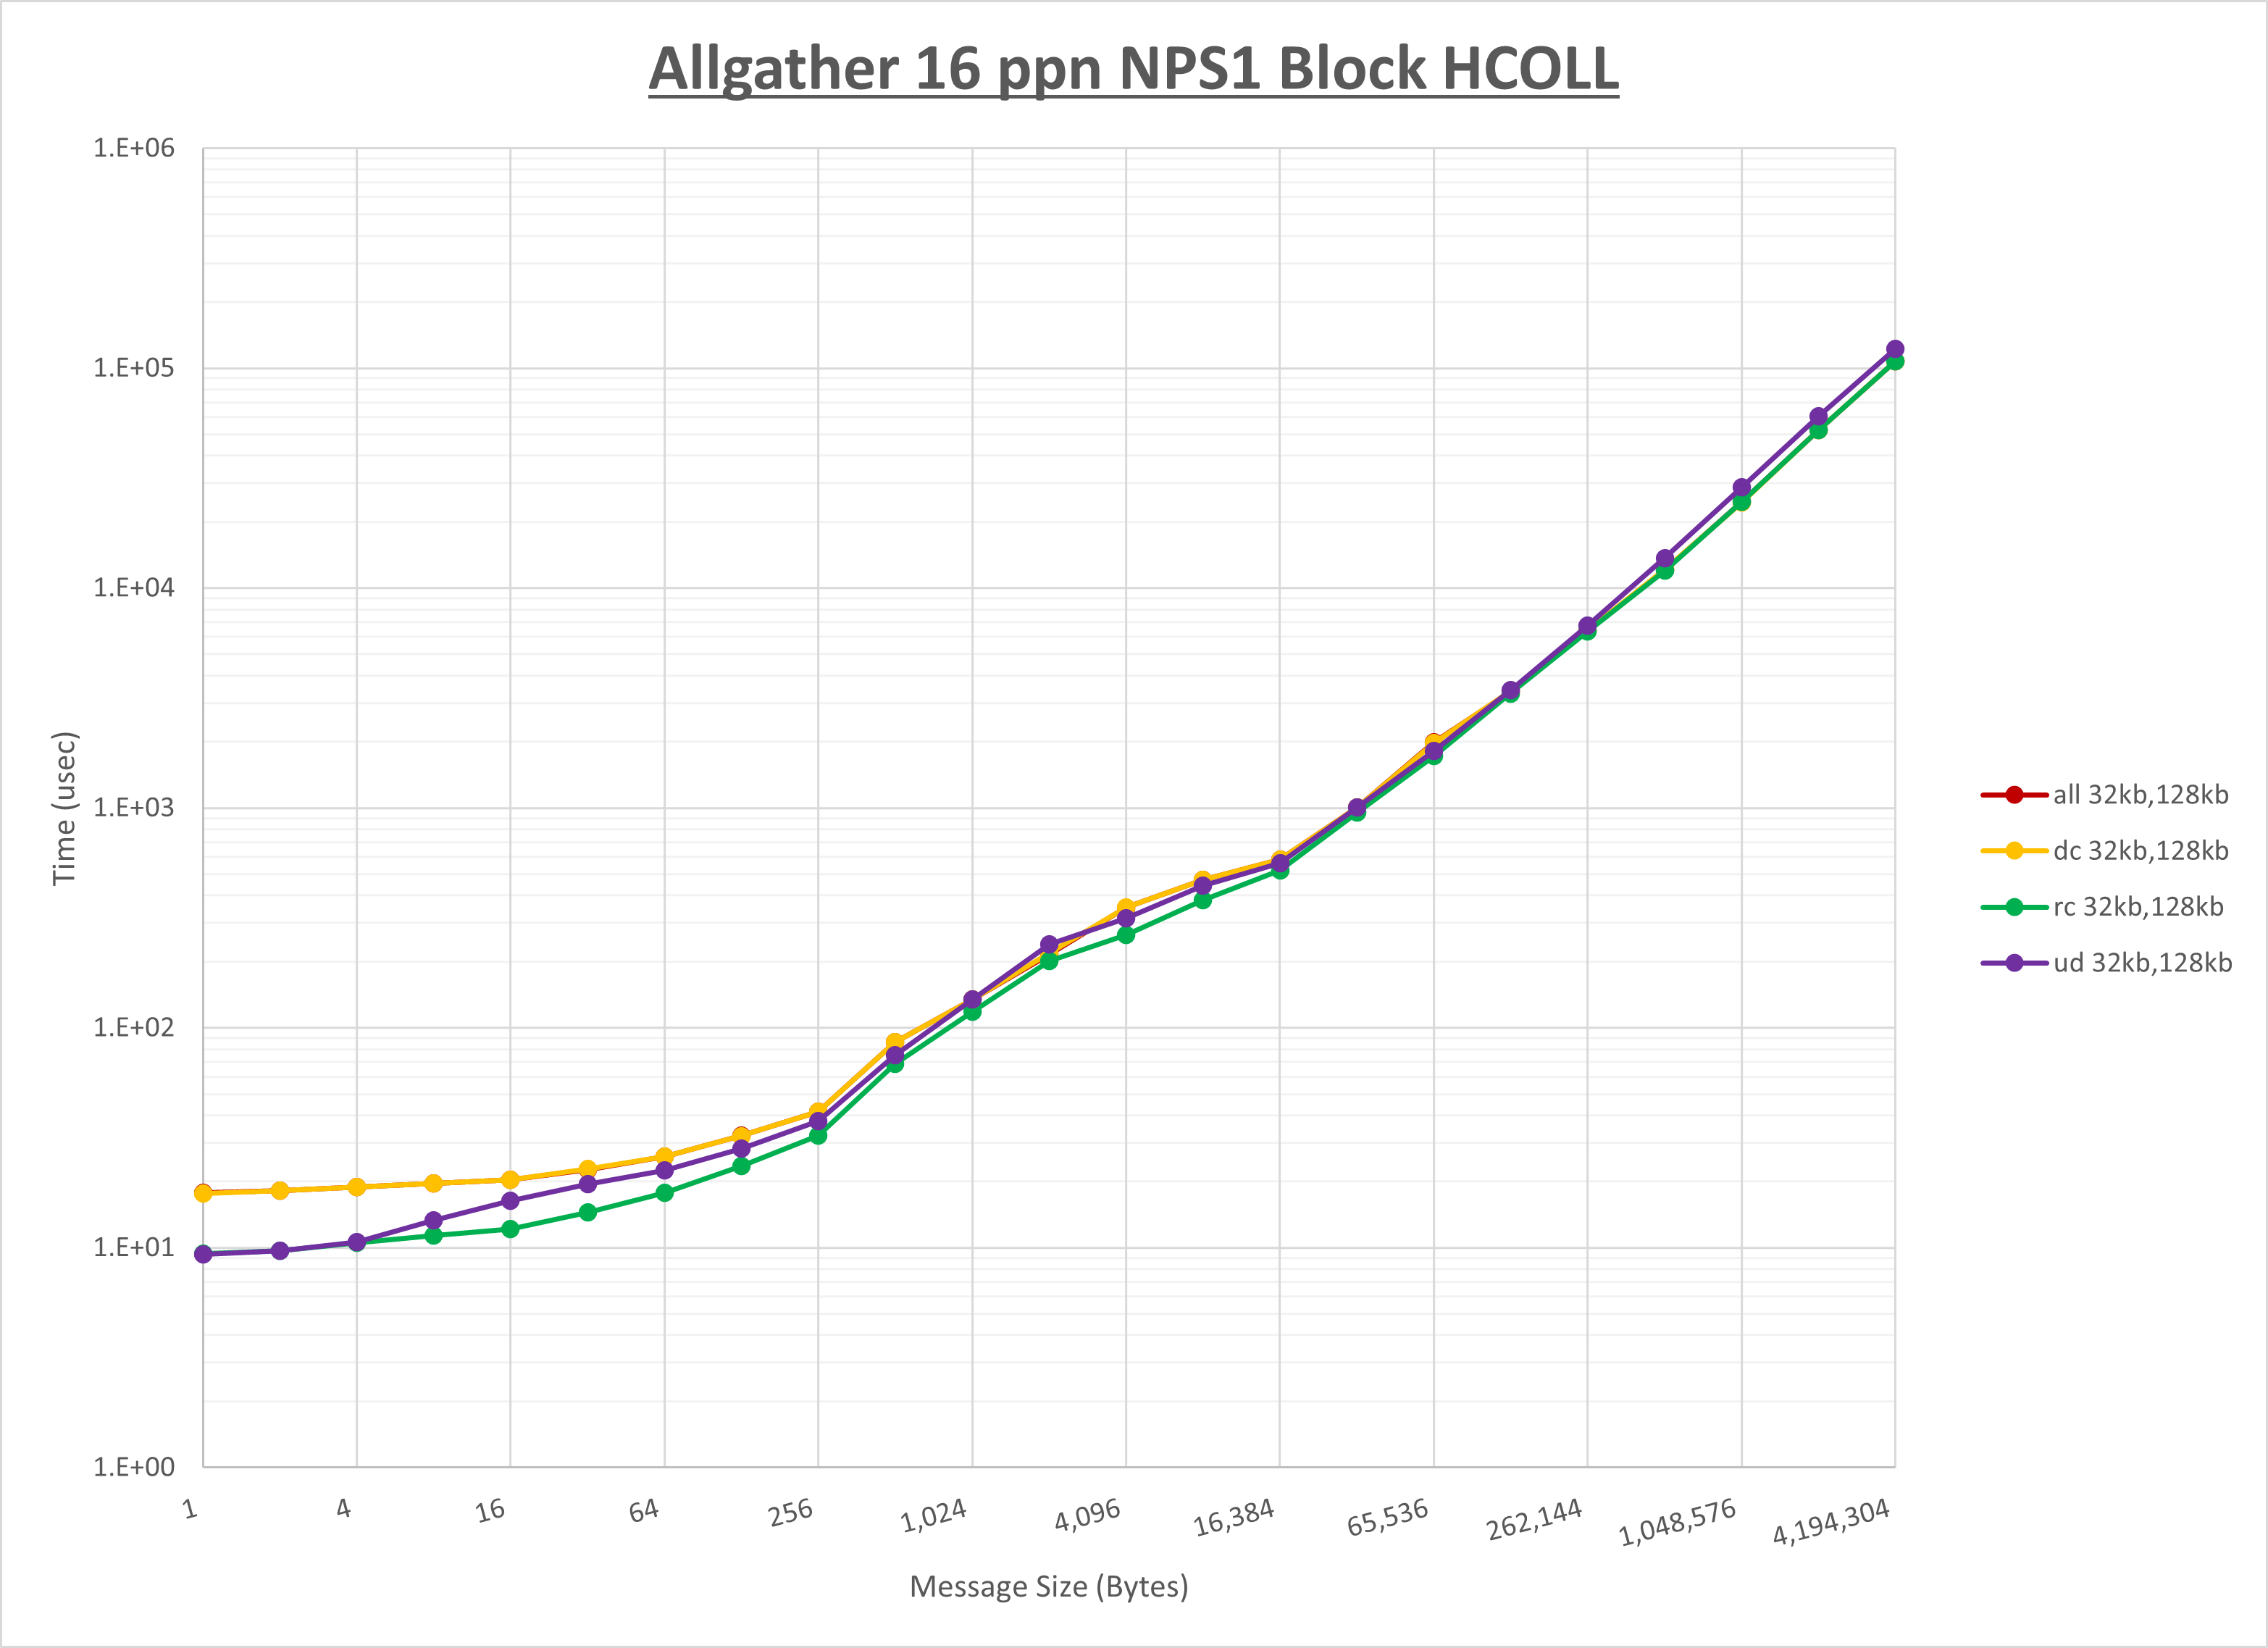 Allgather 16 ppn NPS1 Block HCOLL
1.E+06
1.E+05
1.E+04
1.E+03
1.E+02
1.E+01
1.E+00
Time (usec)
1
4
16
64
256
1,024
4,096
16,384
65,536
262,144
1,048,576
4,194,304
Message Size (Bytes)
all 32kb,128kb
dc 32kb,128kb
rc 32kb,128kb
ud 32kb,128kb